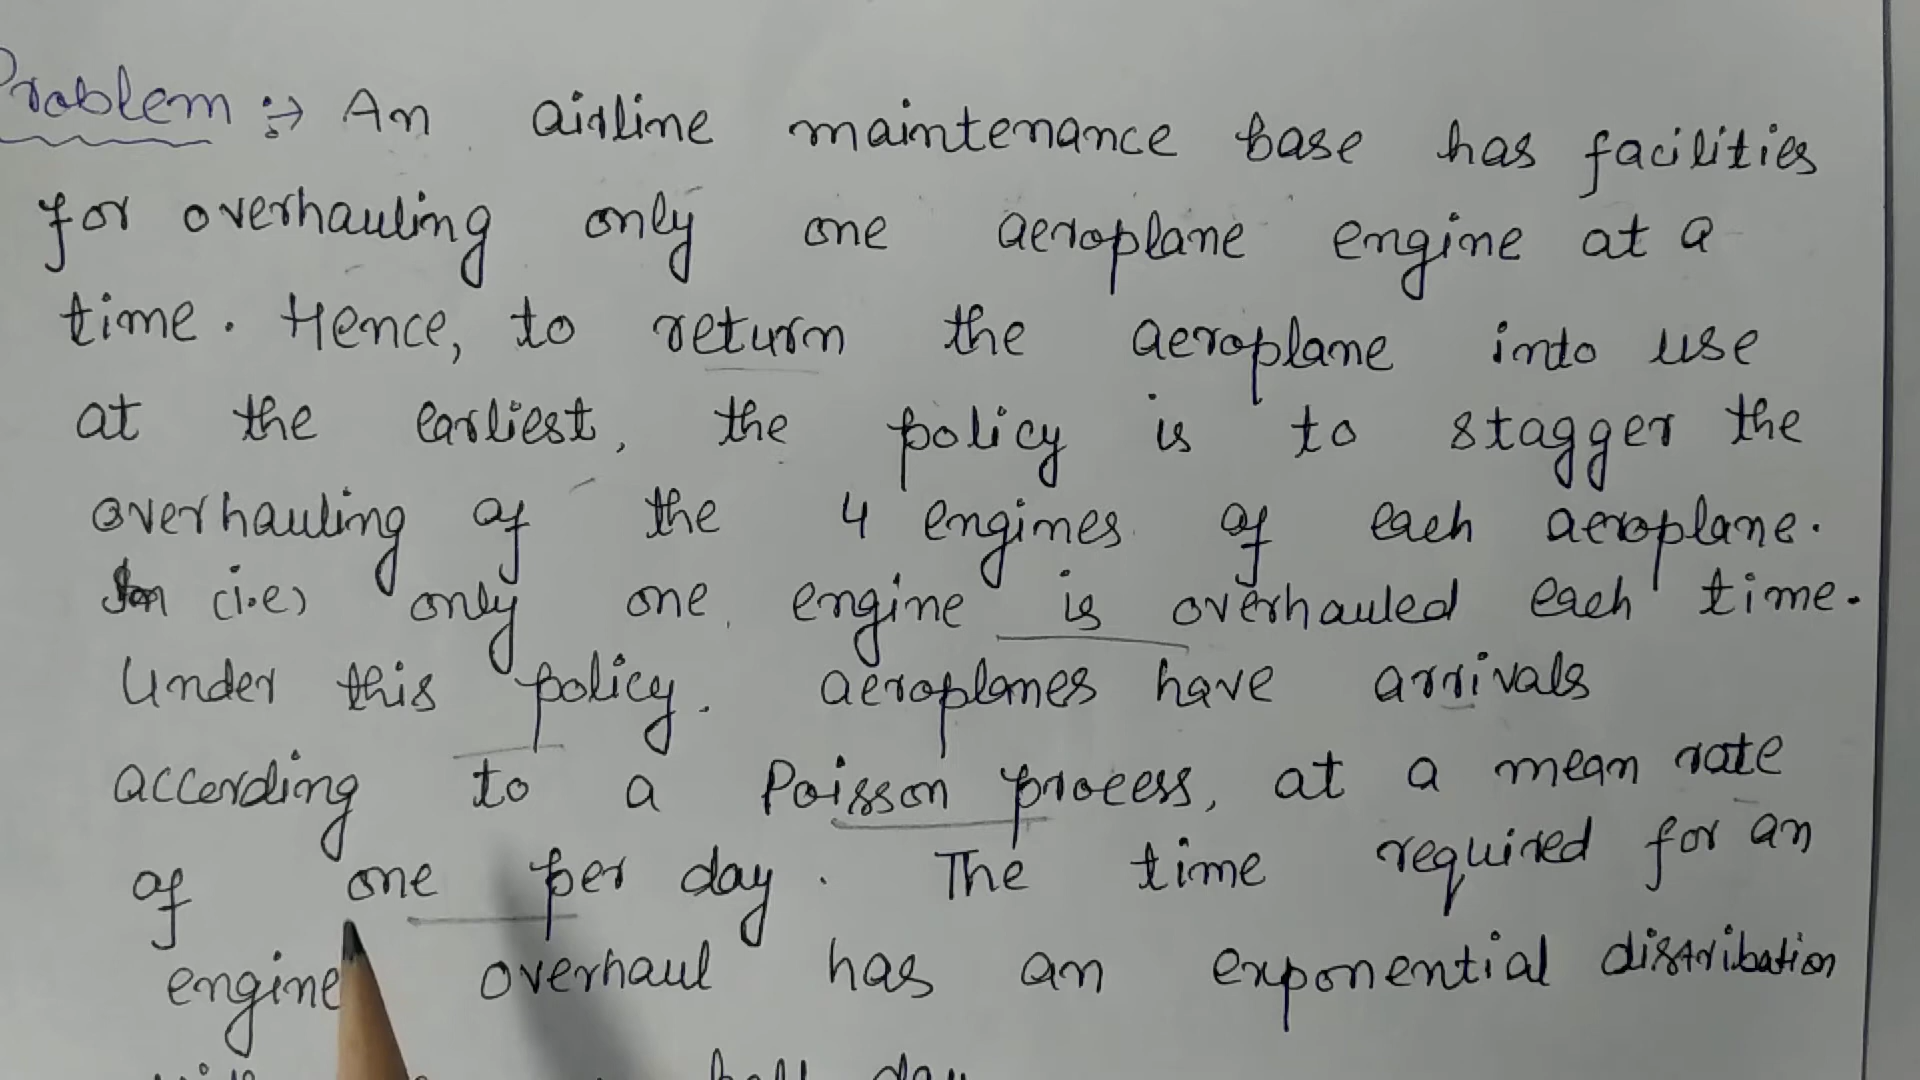 Problem :→ An airline maintenance base has facilities
for overhauling only one aeroplane engine at a
time. Hence, to return the aeroplane into use
at the earliest, the policy is to stagger the
overhauling of the 4 engines of each aeroplane.
(i.e) only one engine is overhauled each time.
Under this policy. aeroplanes have arrivals
according to a Poisson process, at a mean rate
of one per day. The time required for an
engine overhaul has an exponential distribution
half day